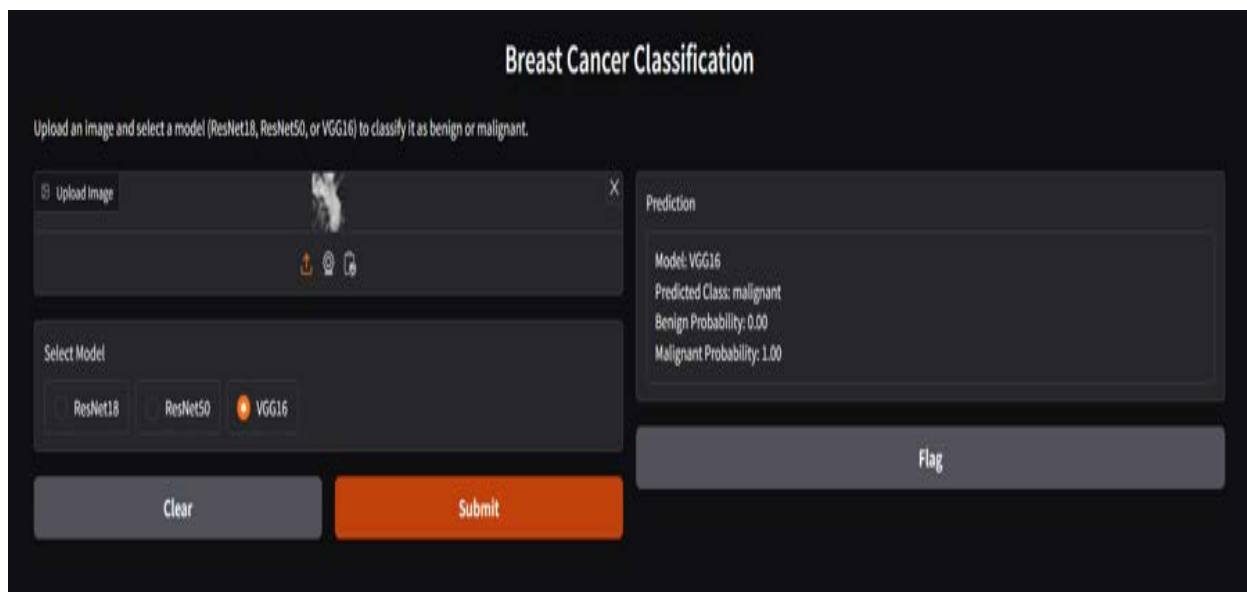 Breast Cancer Classification
Upload an image and select a model (ResNet18, ResNet50, or VGG16) to classify it as benign or malignant.
Upload Image
Select Model
ResNet18 ResNet50 VGG16
Clear Submit
Prediction
Model: VGG16
Predicted Class: malignant
Benign Probability: 0.00
Malignant Probability: 1.00
Flag